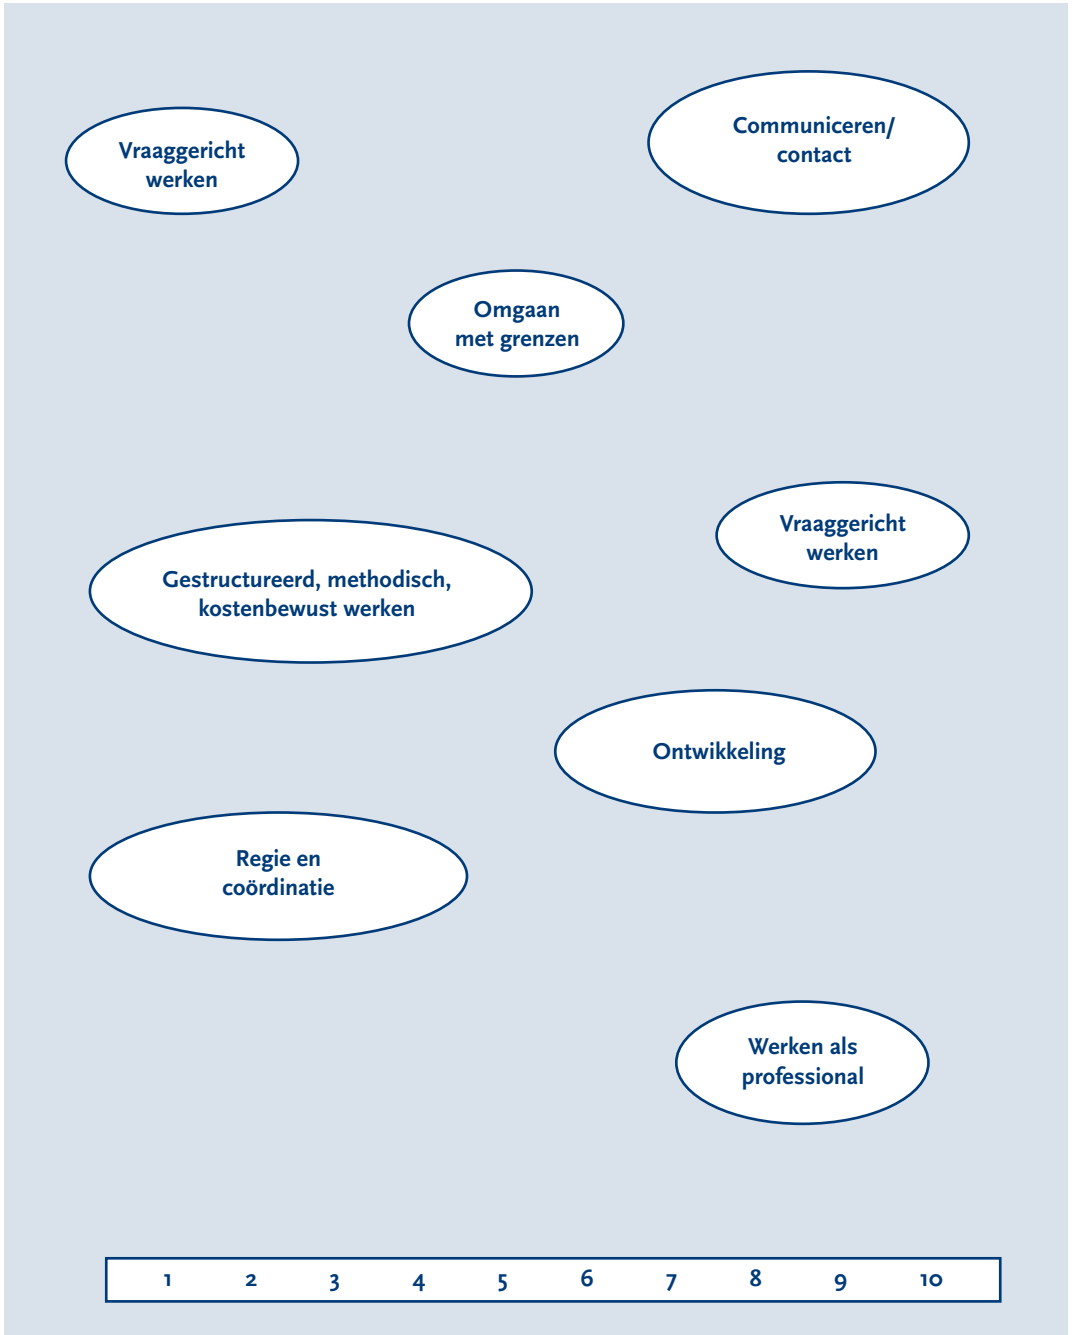 Vraaggericht
werken
Communiceren/
contact
Omgaan
met grenzen
Vraaggericht
werken
Gestructureerd, methodisch,
kostenbewust werken
Ontwikkeling
Regie en
coördinatie
Werken als
professional
1 2 3 4 5 6 7 8 9 10